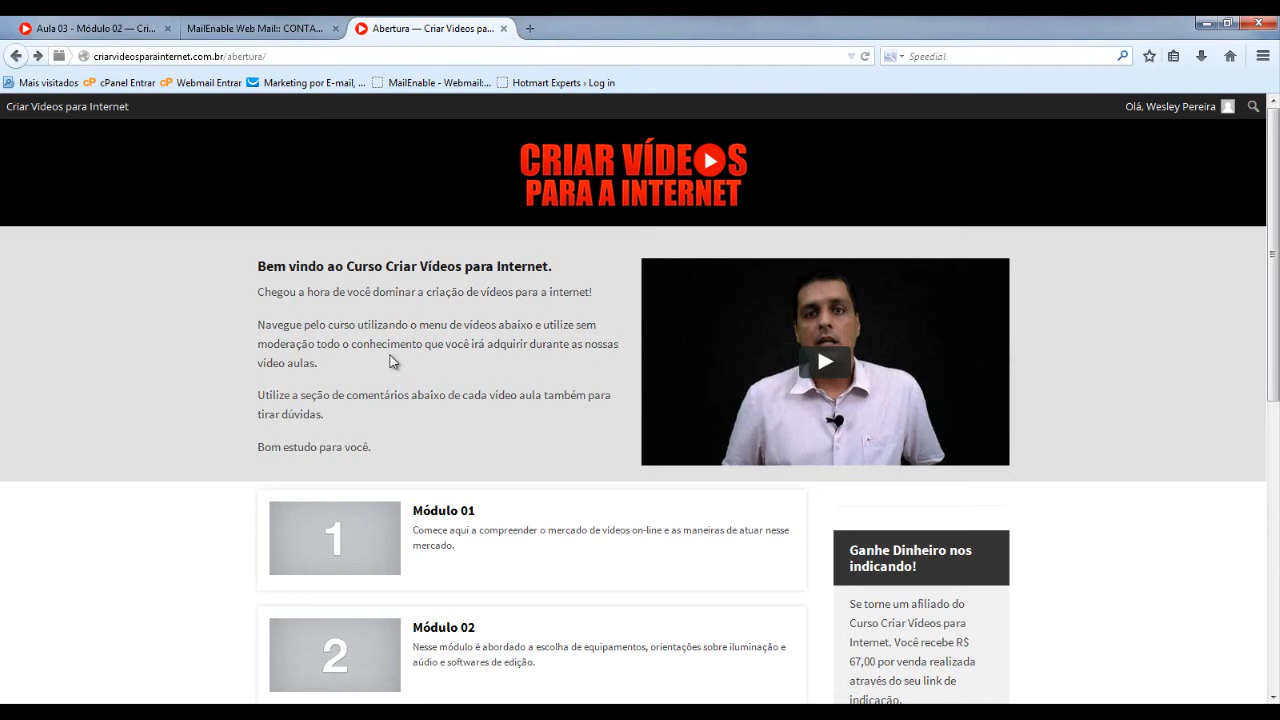 Aula 03 - Módulo 02 — Cri...
MailEnable Web Mail:: CONTA...
Abertura — Criar Vídeos pa...
criarvideosparainternet.com.br/abertura/
Speedial
Mais visitados
cP cPanel Entrar
cP Webmail Entrar
Marketing por E-mail, ...
MailEnable - Webmail:...
Hotmart Experts › Log in
Criar Vídeos para Internet
Olá, Wesley Pereira
CRIAR VÍDEOS
PARA A INTERNET
Bem vindo ao Curso Criar Vídeos para Internet.
Chegou a hora de você dominar a criação de vídeos para a internet!
Navegue pelo curso utilizando o menu de vídeos abaixo e utilize sem
moderação todo o conhecimento que você irá adquirir durante as nossas
vídeo aulas.
Utilize a seção de comentários abaixo de cada vídeo aula também para
tirar dúvidas.
Bom estudo para você.
1
Módulo 01
Comece aqui a compreender o mercado de vídeos on-line e as maneiras de atuar nesse
mercado.
2
Módulo 02
Nesse módulo é abordado a escolha de equipamentos, orientações sobre iluminação e
aúdio e softwares de edição.
Ganhe Dinheiro nos
indicando!
Se torne um afiliado do
Curso Criar Vídeos para
Internet. Você recebe R$
67,00 por venda realizada
através do seu link de
indicação.